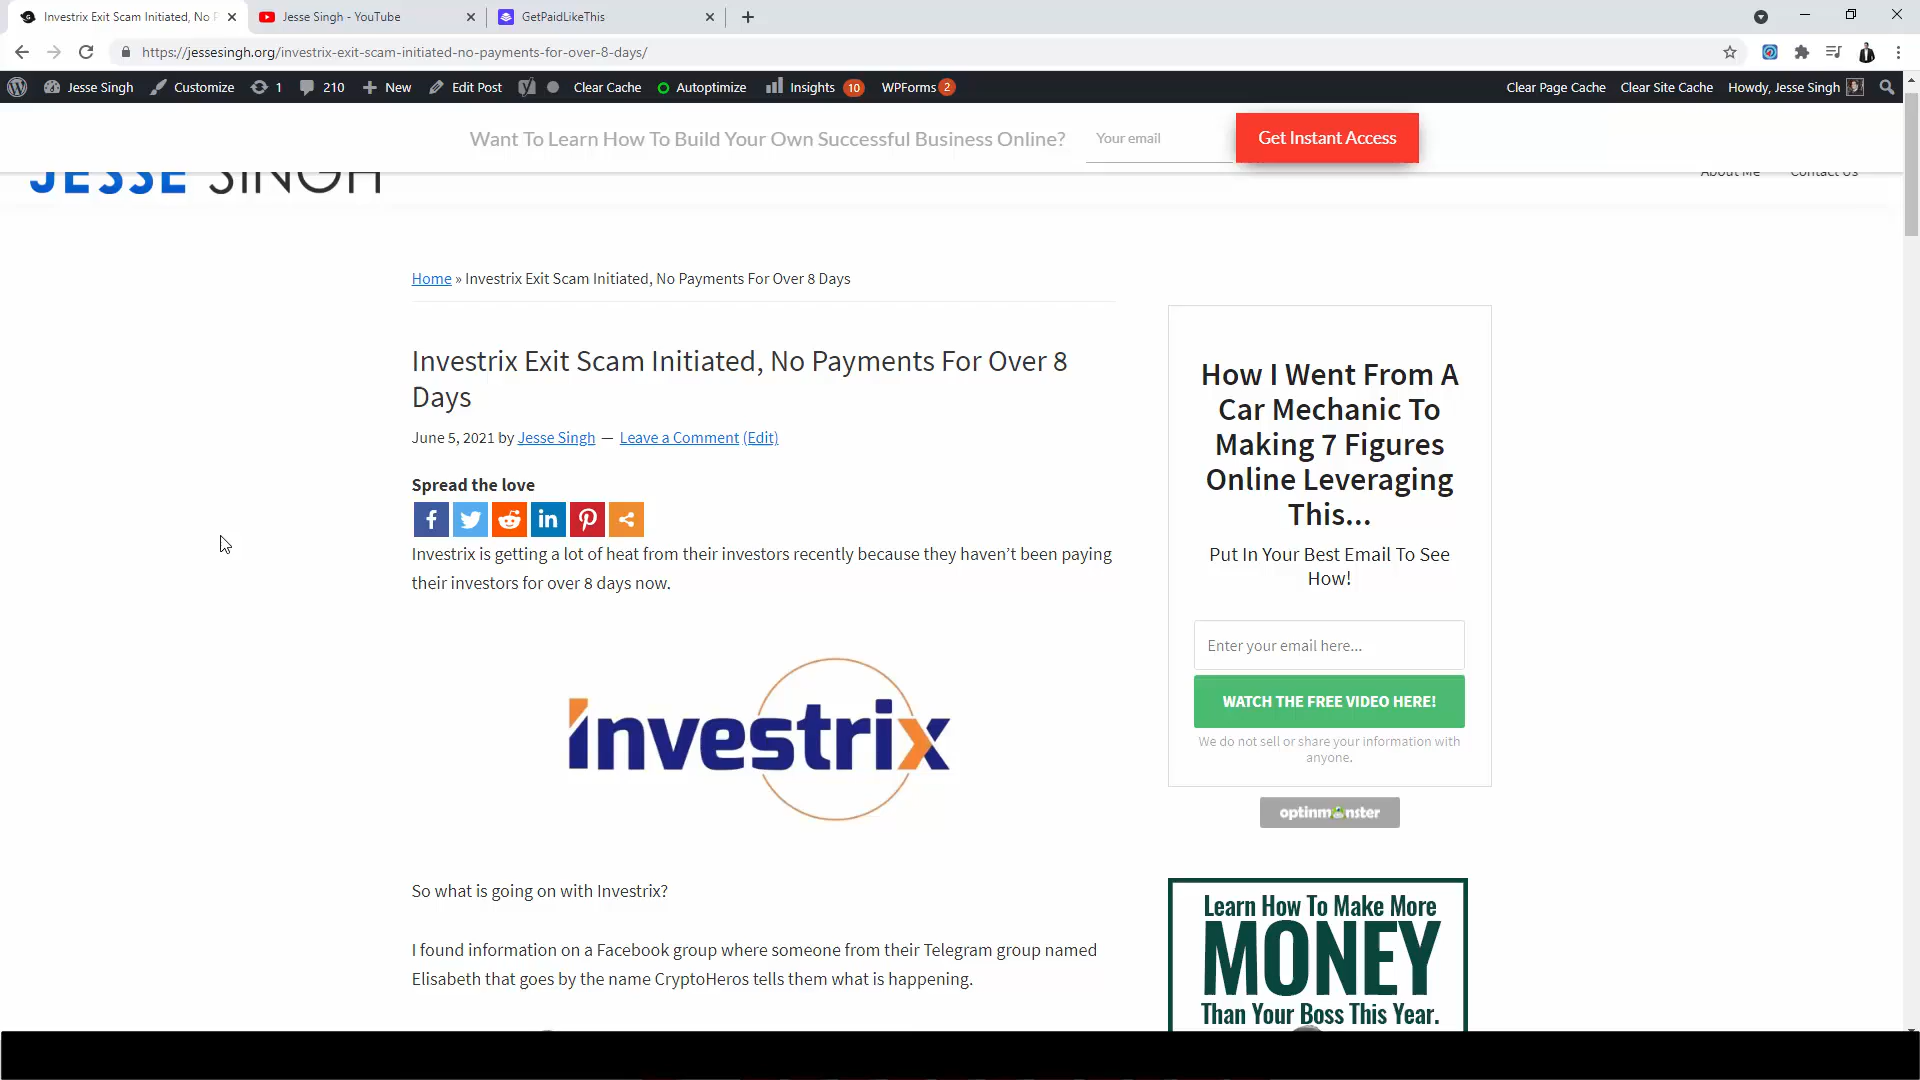 Investrix Exit Scam Initiated, No P
Jesse Singh - YouTube
GetPaidLikeThis
https://jessesingh.org/investrix-exit-scam-initiated-no-payments-for-over-8-days/
Jesse Singh
Customize
1
210
New
Edit Post
Clear Cache
Autoptimize
Insights 10
WPForms 2
Clear Page Cache
Clear Site Cache
Howdy, Jesse Singh
Want To Learn How To Build Your Own Successful Business Online?
Your email
Get Instant Access
JESSE SINGH
About Me
Contact Us
Home » Investrix Exit Scam Initiated, No Payments For Over 8 Days
Investrix Exit Scam Initiated, No Payments For Over 8
Days
June 5, 2021 by Jesse Singh — Leave a Comment (Edit)
Spread the love
Investrix is getting a lot of heat from their investors recently because they haven’t been paying
their investors for over 8 days now.
investrix
So what is going on with Investrix?
I found information on a Facebook group where someone from their Telegram group named
Elisabeth that goes by the name CryptoHeros tells them what is happening.
How I Went From A
Car Mechanic To
Making 7 Figures
Online Leveraging
This...
Put In Your Best Email To See
How!
Enter your email here...
WATCH THE FREE VIDEO HERE!
We do not sell or share your information with
anyone.
optinmonster
Learn How To Make More
MONEY
Than Your Boss This Year.